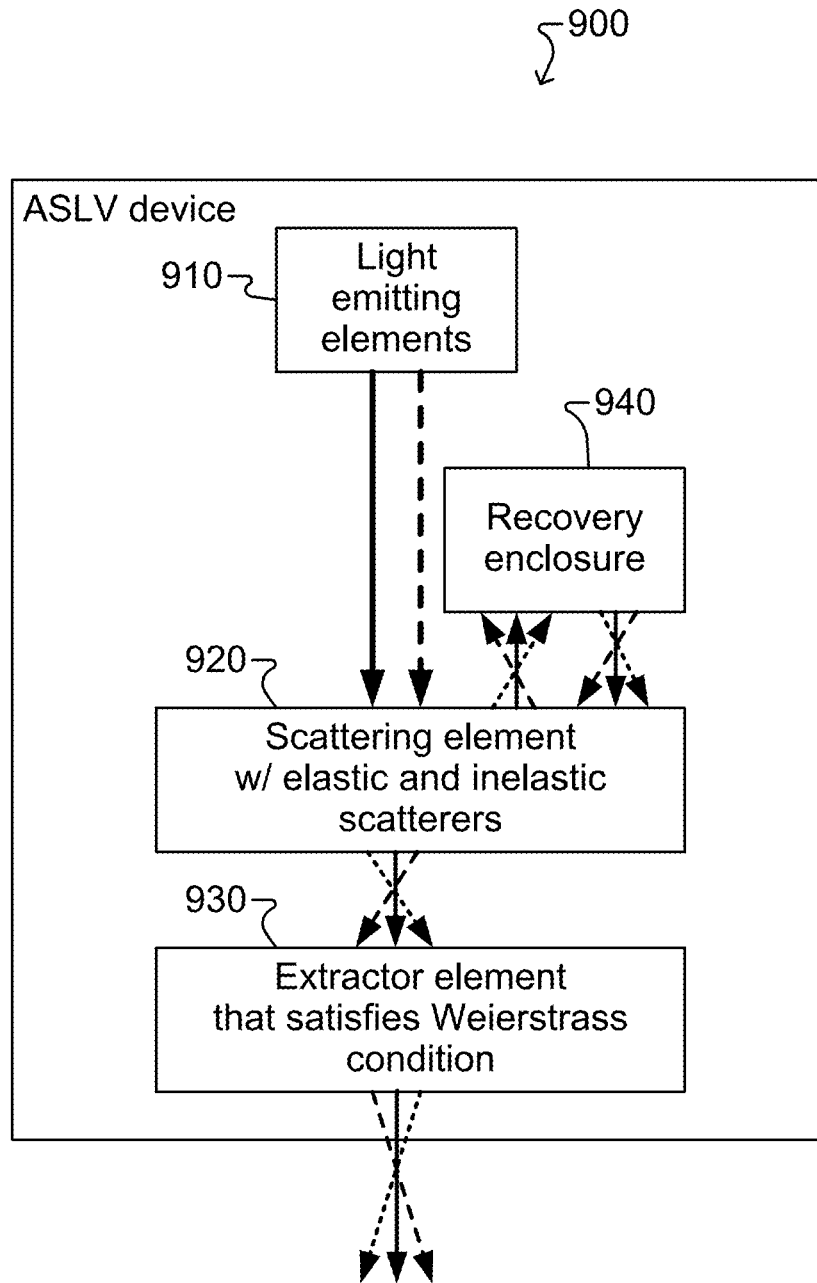 900
ASLV device
910
Light
emitting
elements
940
Recovery
enclosure
920
Scattering element
w/ elastic and inelastic
scatterers
930
Extractor element
that satisfies Weierstrass
condition